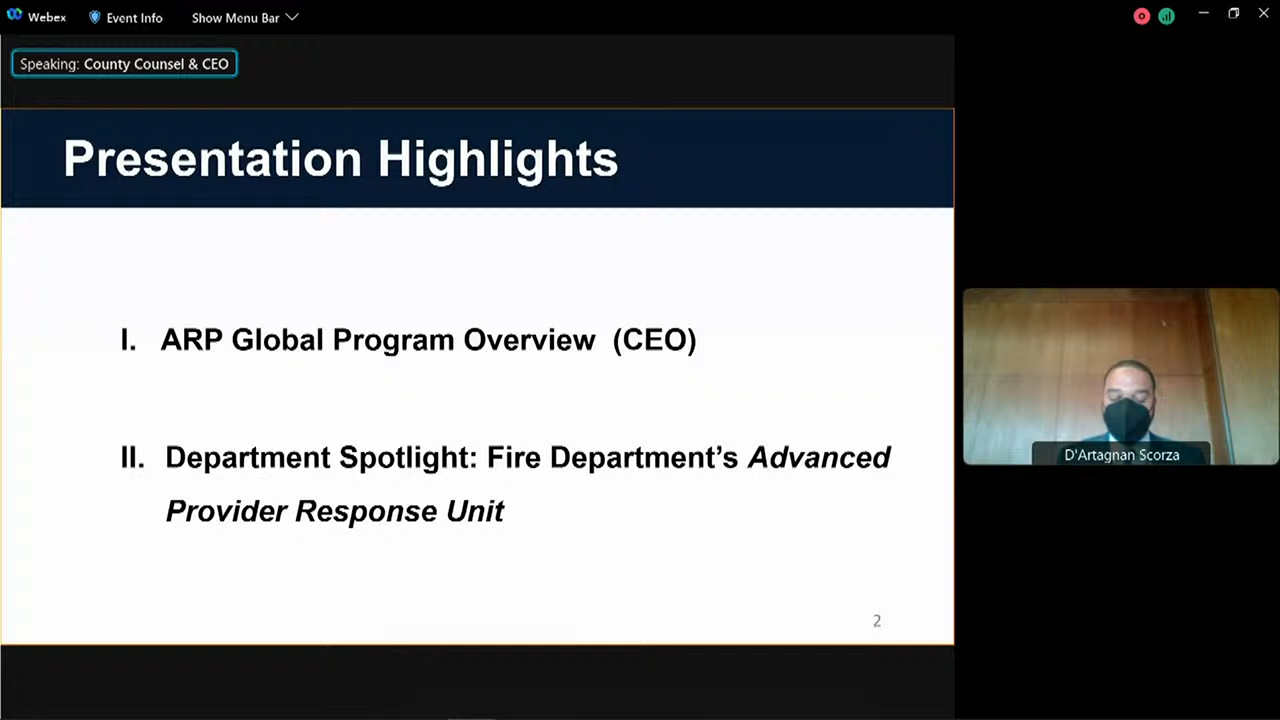 Webex Event Info Show Menu Bar
Speaking: County Counsel & CEO
Presentation Highlights
I. ARP Global Program Overview (CEO)
II. Department Spotlight: Fire Department’s Advanced
Provider Response Unit
2
D'Artagnan Scorza